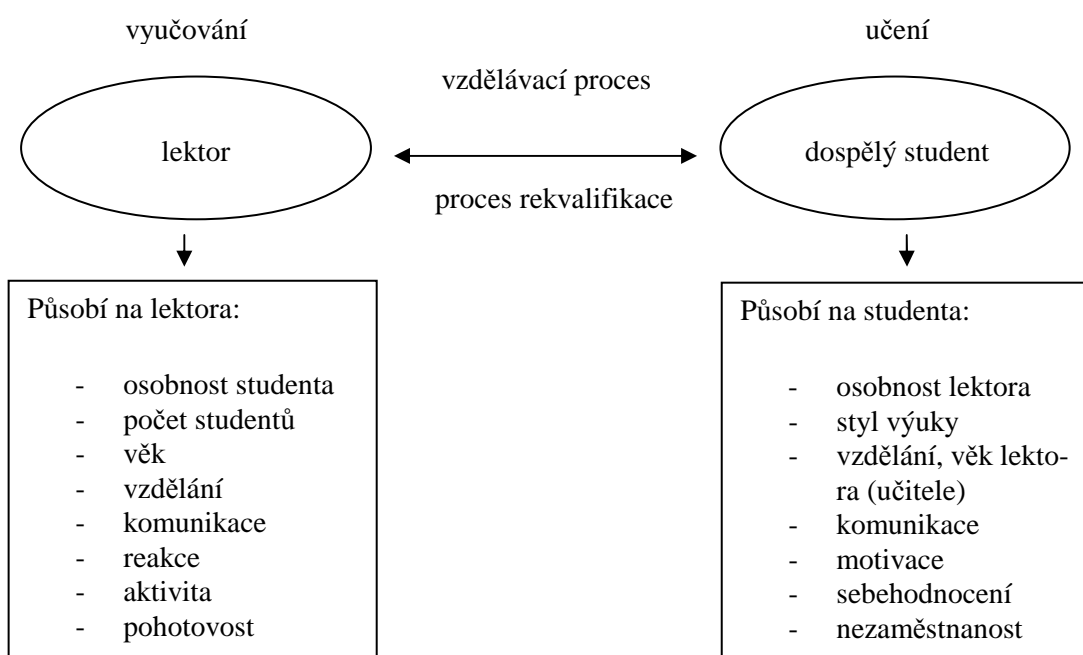 vyučování
učení
vzdělávací proces
lektor
dospělý student
proces rekvalifikace
Působí na lektora:
- osobnost studenta
- počet studentů
- věk
- vzdělání
- komunikace
- reakce
- aktivita
- pohotovost
Působí na studenta:
- osobnost lektora
- styl výuky
- vzdělání, věk lekto-
ra (učitele)
- komunikace
- motivace
- sebehodnocení
- nezaměstnanost